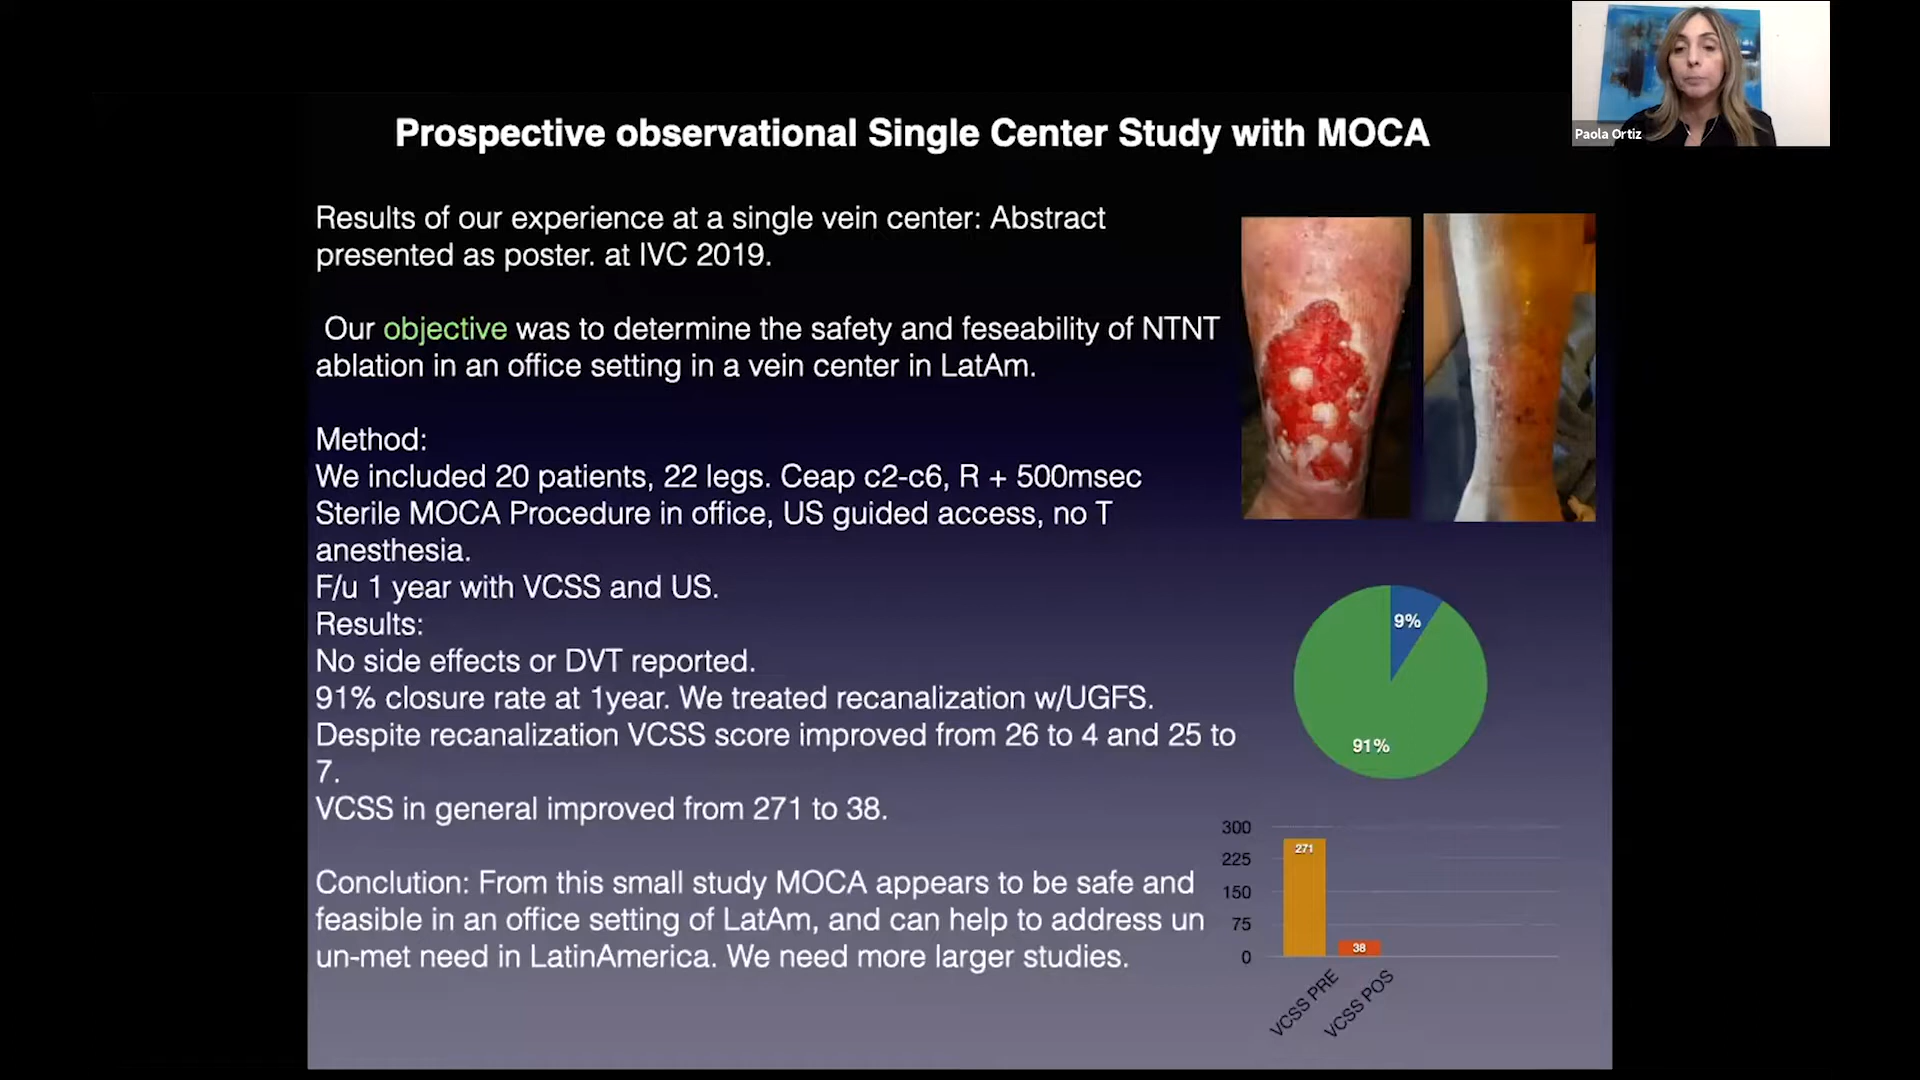 Paola Ortiz
Prospective observational Single Center Study with MOCA
Results of our experience at a single vein center: Abstract
presented as poster. at IVC 2019.
Our objective was to determine the safety and feseability of NTNT
ablation in an office setting in a vein center in LatAm.
Method:
We included 20 patients, 22 legs. Ceap c2-c6, R + 500msec
Sterile MOCA Procedure in office, US guided access, no T
anesthesia.
F/u 1 year with VCSS and US.
Results:
No side effects or DVT reported.
91% closure rate at 1year. We treated recanalization w/UGFS.
Despite recanalization VCSS score improved from 26 to 4 and 25 to
7.
VCSS in general improved from 271 to 38.
Conclution: From this small study MOCA appears to be safe and
feasible in an office setting of LatAm, and can help to address un
un-met need in LatinAmerica. We need more larger studies.
9%
91%
300
225
150
75
0
271
38
VCSS PRE
VCSS POS